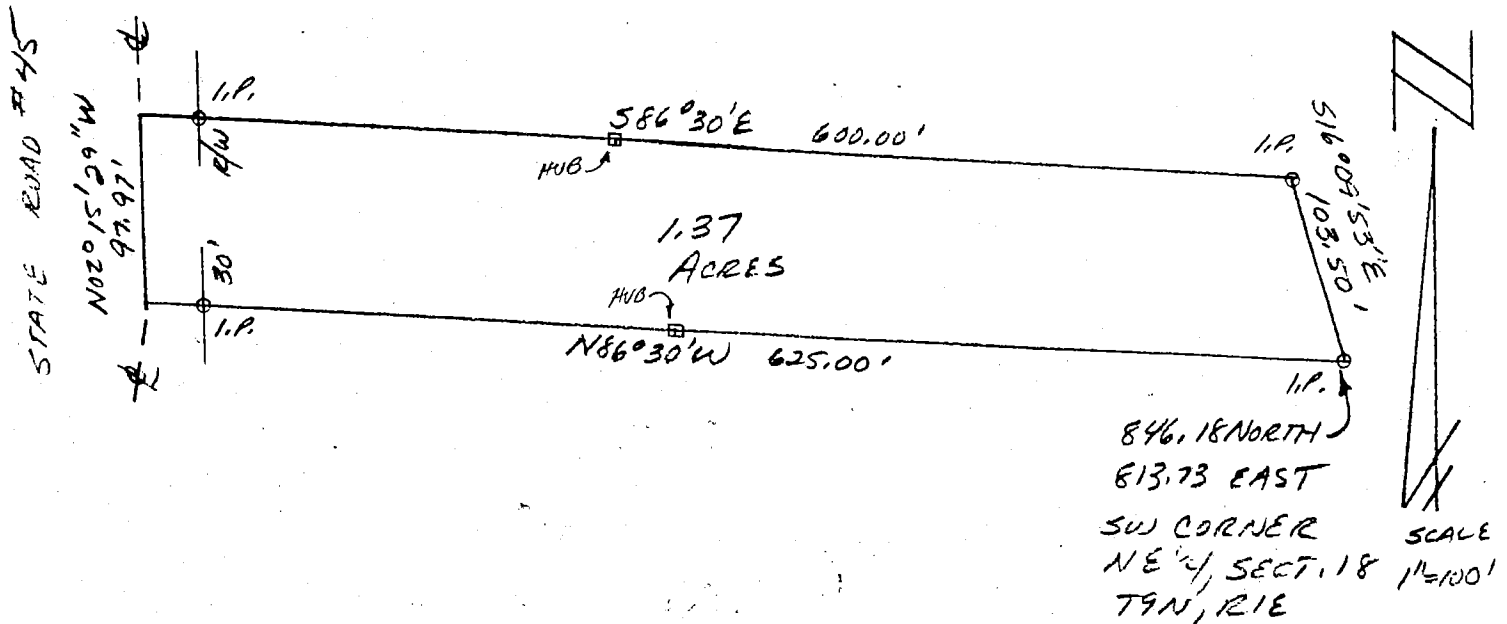 STATE ROAD #45
℄
N02°15'29"W
97.97'
℄
I.P.
R/W
S86°30'E 600.00'
HUB
I.P.
S16°09'53"E
103.50'
1.37
ACRES
30'
I.P.
HUB
N86°30'W 625.00'
I.P.
846.18 NORTH
813.73 EAST
SW CORNER
NE 1/4, SECT. 18
T9N, R1E
N
SCALE
1"=100'